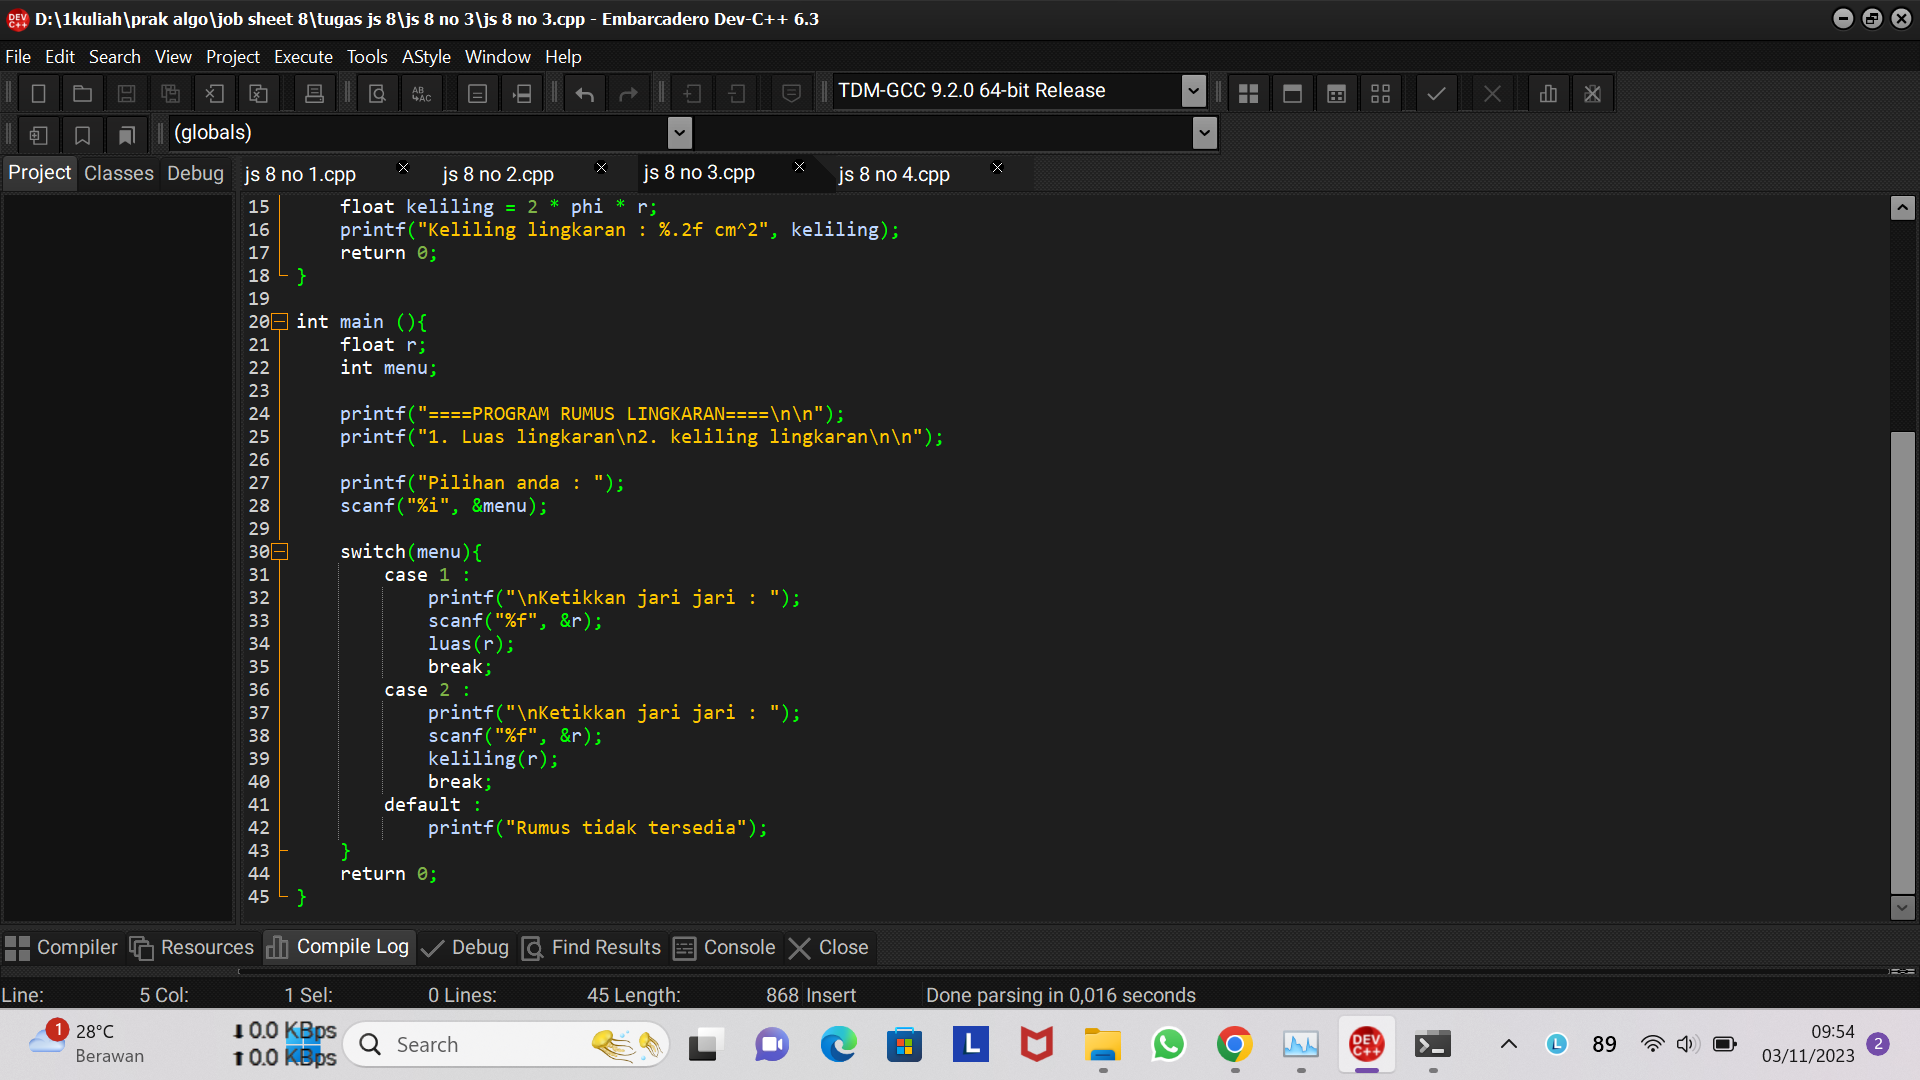 D:\1kuliah\prak algo\job sheet 8\tugas js 8\js 8 no 3\js 8 no 3.cpp - Embarcadero Dev-C++ 6.3
File Edit Search View Project Execute Tools AStyle Window Help
TDM-GCC 9.2.0 64-bit Release
(globals)
Project Classes Debug js 8 no 1.cpp js 8 no 2.cpp js 8 no 3.cpp js 8 no 4.cpp
15 float keliling = 2 * phi * r;
16 printf("Keliling lingkaran : %.2f cm^2", keliling);
17 return 0;
18 }
19
20 int main (){
21 float r;
22 int menu;
23
24 printf("====PROGRAM RUMUS LINGKARAN====\n\n");
25 printf("1. Luas lingkaran\n2. keliling lingkaran\n\n");
26
27 printf("Pilihan anda : ");
28 scanf("%i", &menu);
29
30 switch(menu){
31 case 1 :
32 printf("\nKetikkan jari jari : ");
33 scanf("%f", &r);
34 luas(r);
35 break;
36 case 2 :
37 printf("\nKetikkan jari jari : ");
38 scanf("%f", &r);
39 keliling(r);
40 break;
41 default :
42 printf("Rumus tidak tersedia");
43 }
44 return 0;
45 }
Compiler Resources Compile Log Debug Find Results Console Close
Line: 5 Col: 1 Sel: 0 Lines: 45 Length: 868 Insert Done parsing in 0,016 seconds
1 28°C
Berawan
0.0 KBps
0.0 KBps
Search
L
DEV C++
L
89
09:54
03/11/2023
2